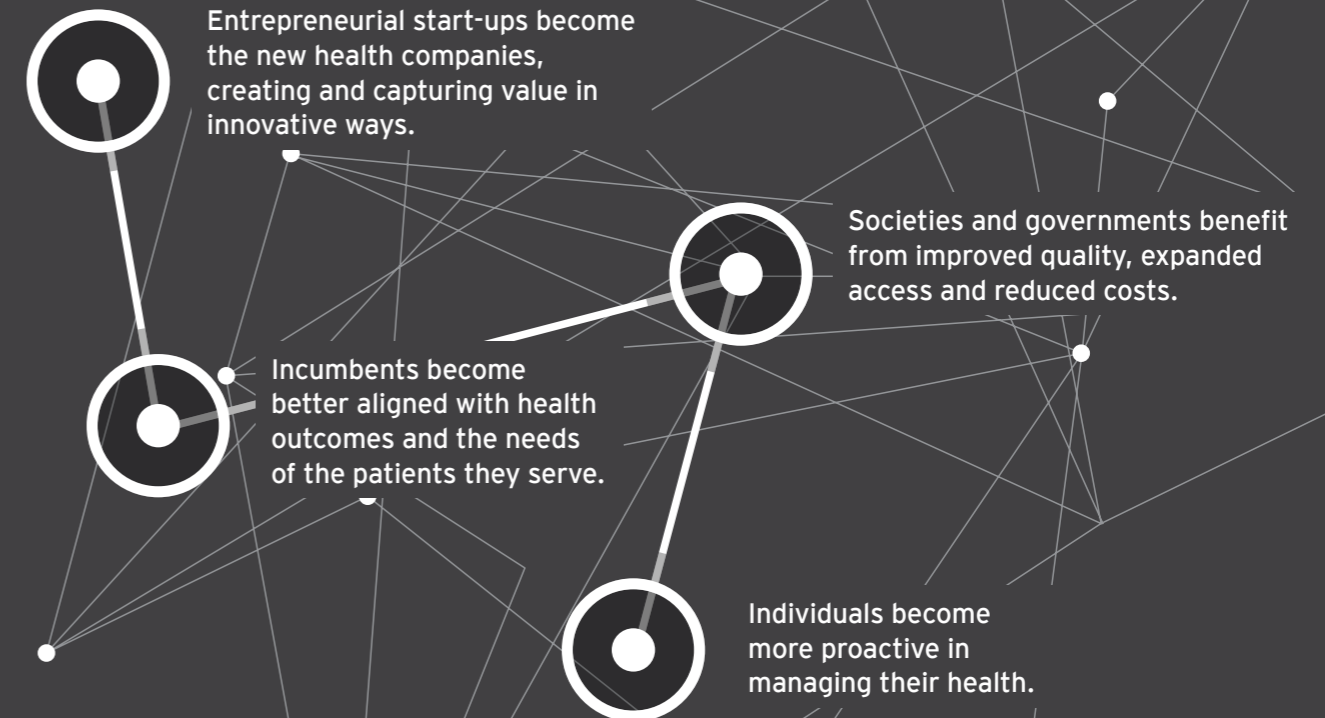 Entrepreneurial start-ups become
the new health companies,
creating and capturing value in
innovative ways.
Societies and governments benefit
from improved quality, expanded
access and reduced costs.
Incumbents become
better aligned with health
outcomes and the needs
of the patients they serve.
Individuals become
more proactive in
managing their health.